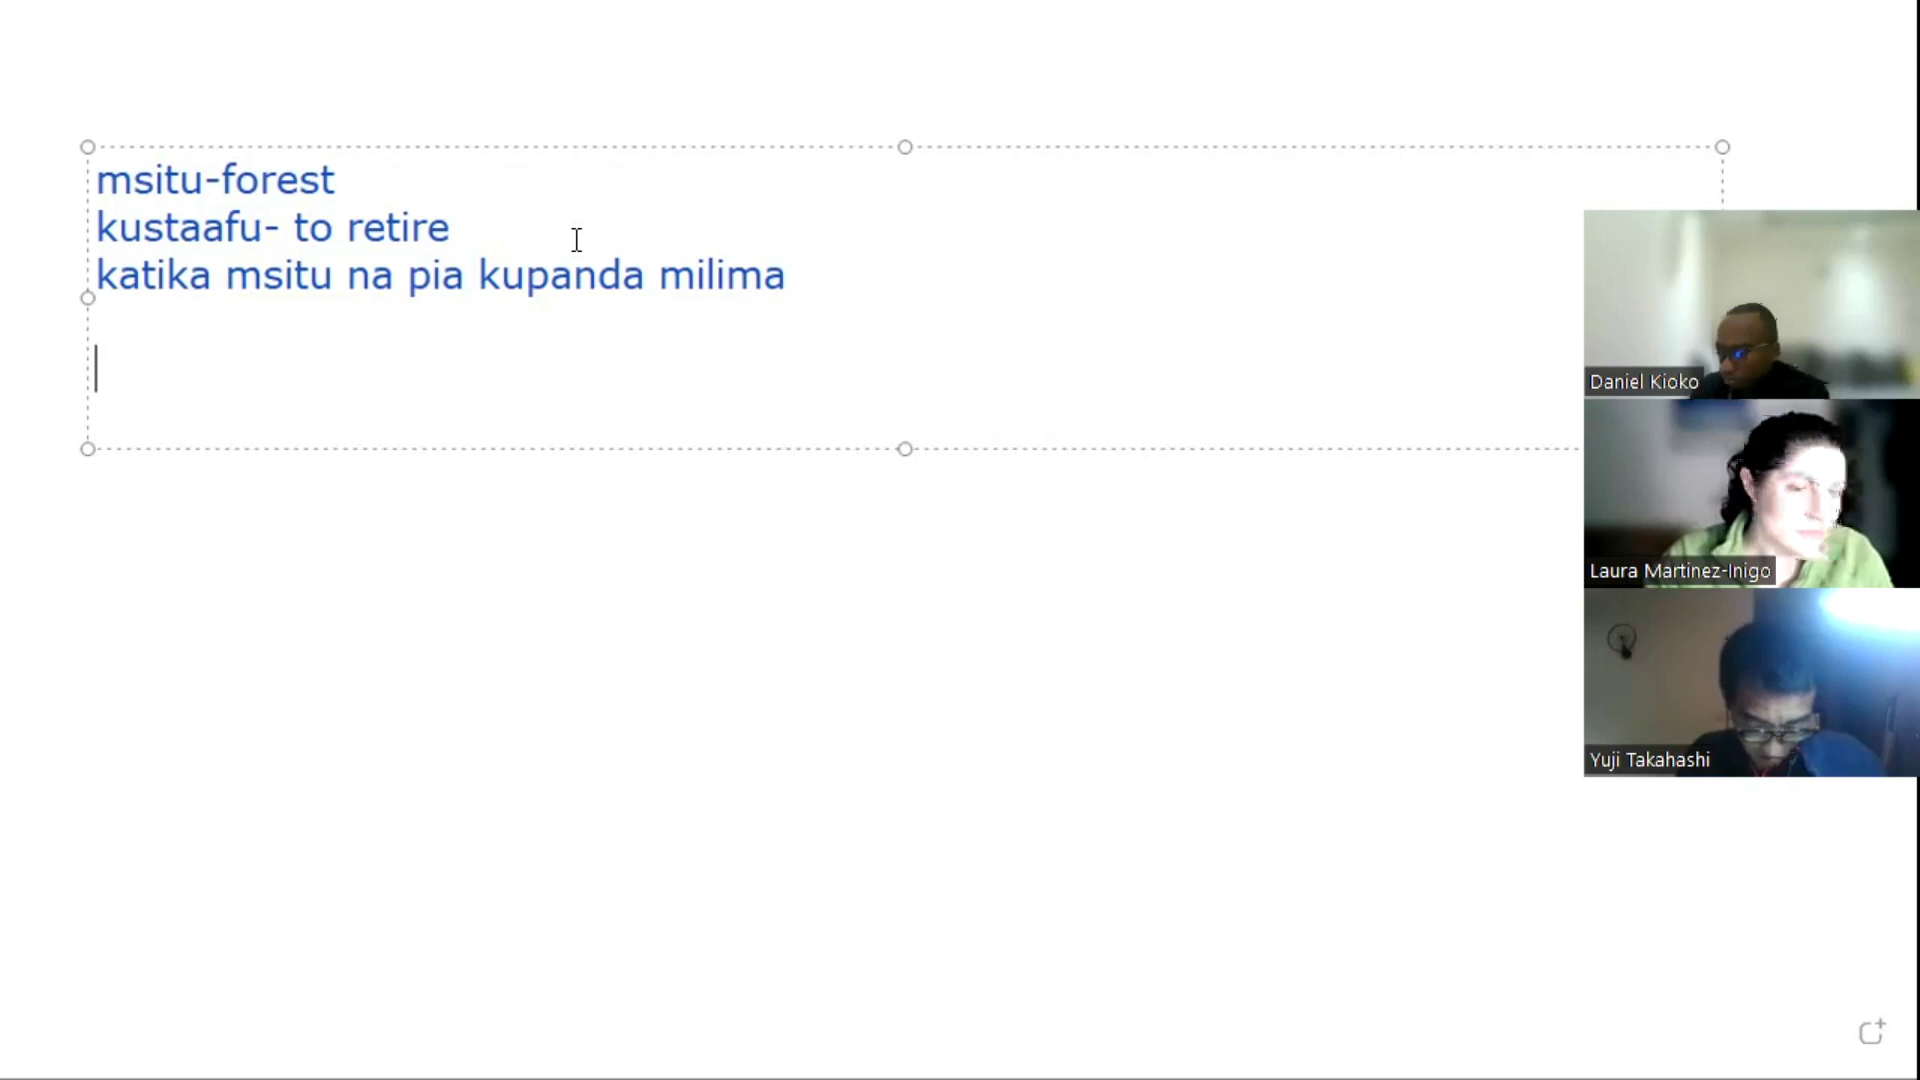 msitu-forest
kustaafu- to retire
katika msitu na pia kupanda milima
Daniel Kioko
Laura Martinez-Inigo
Yuji Takahashi